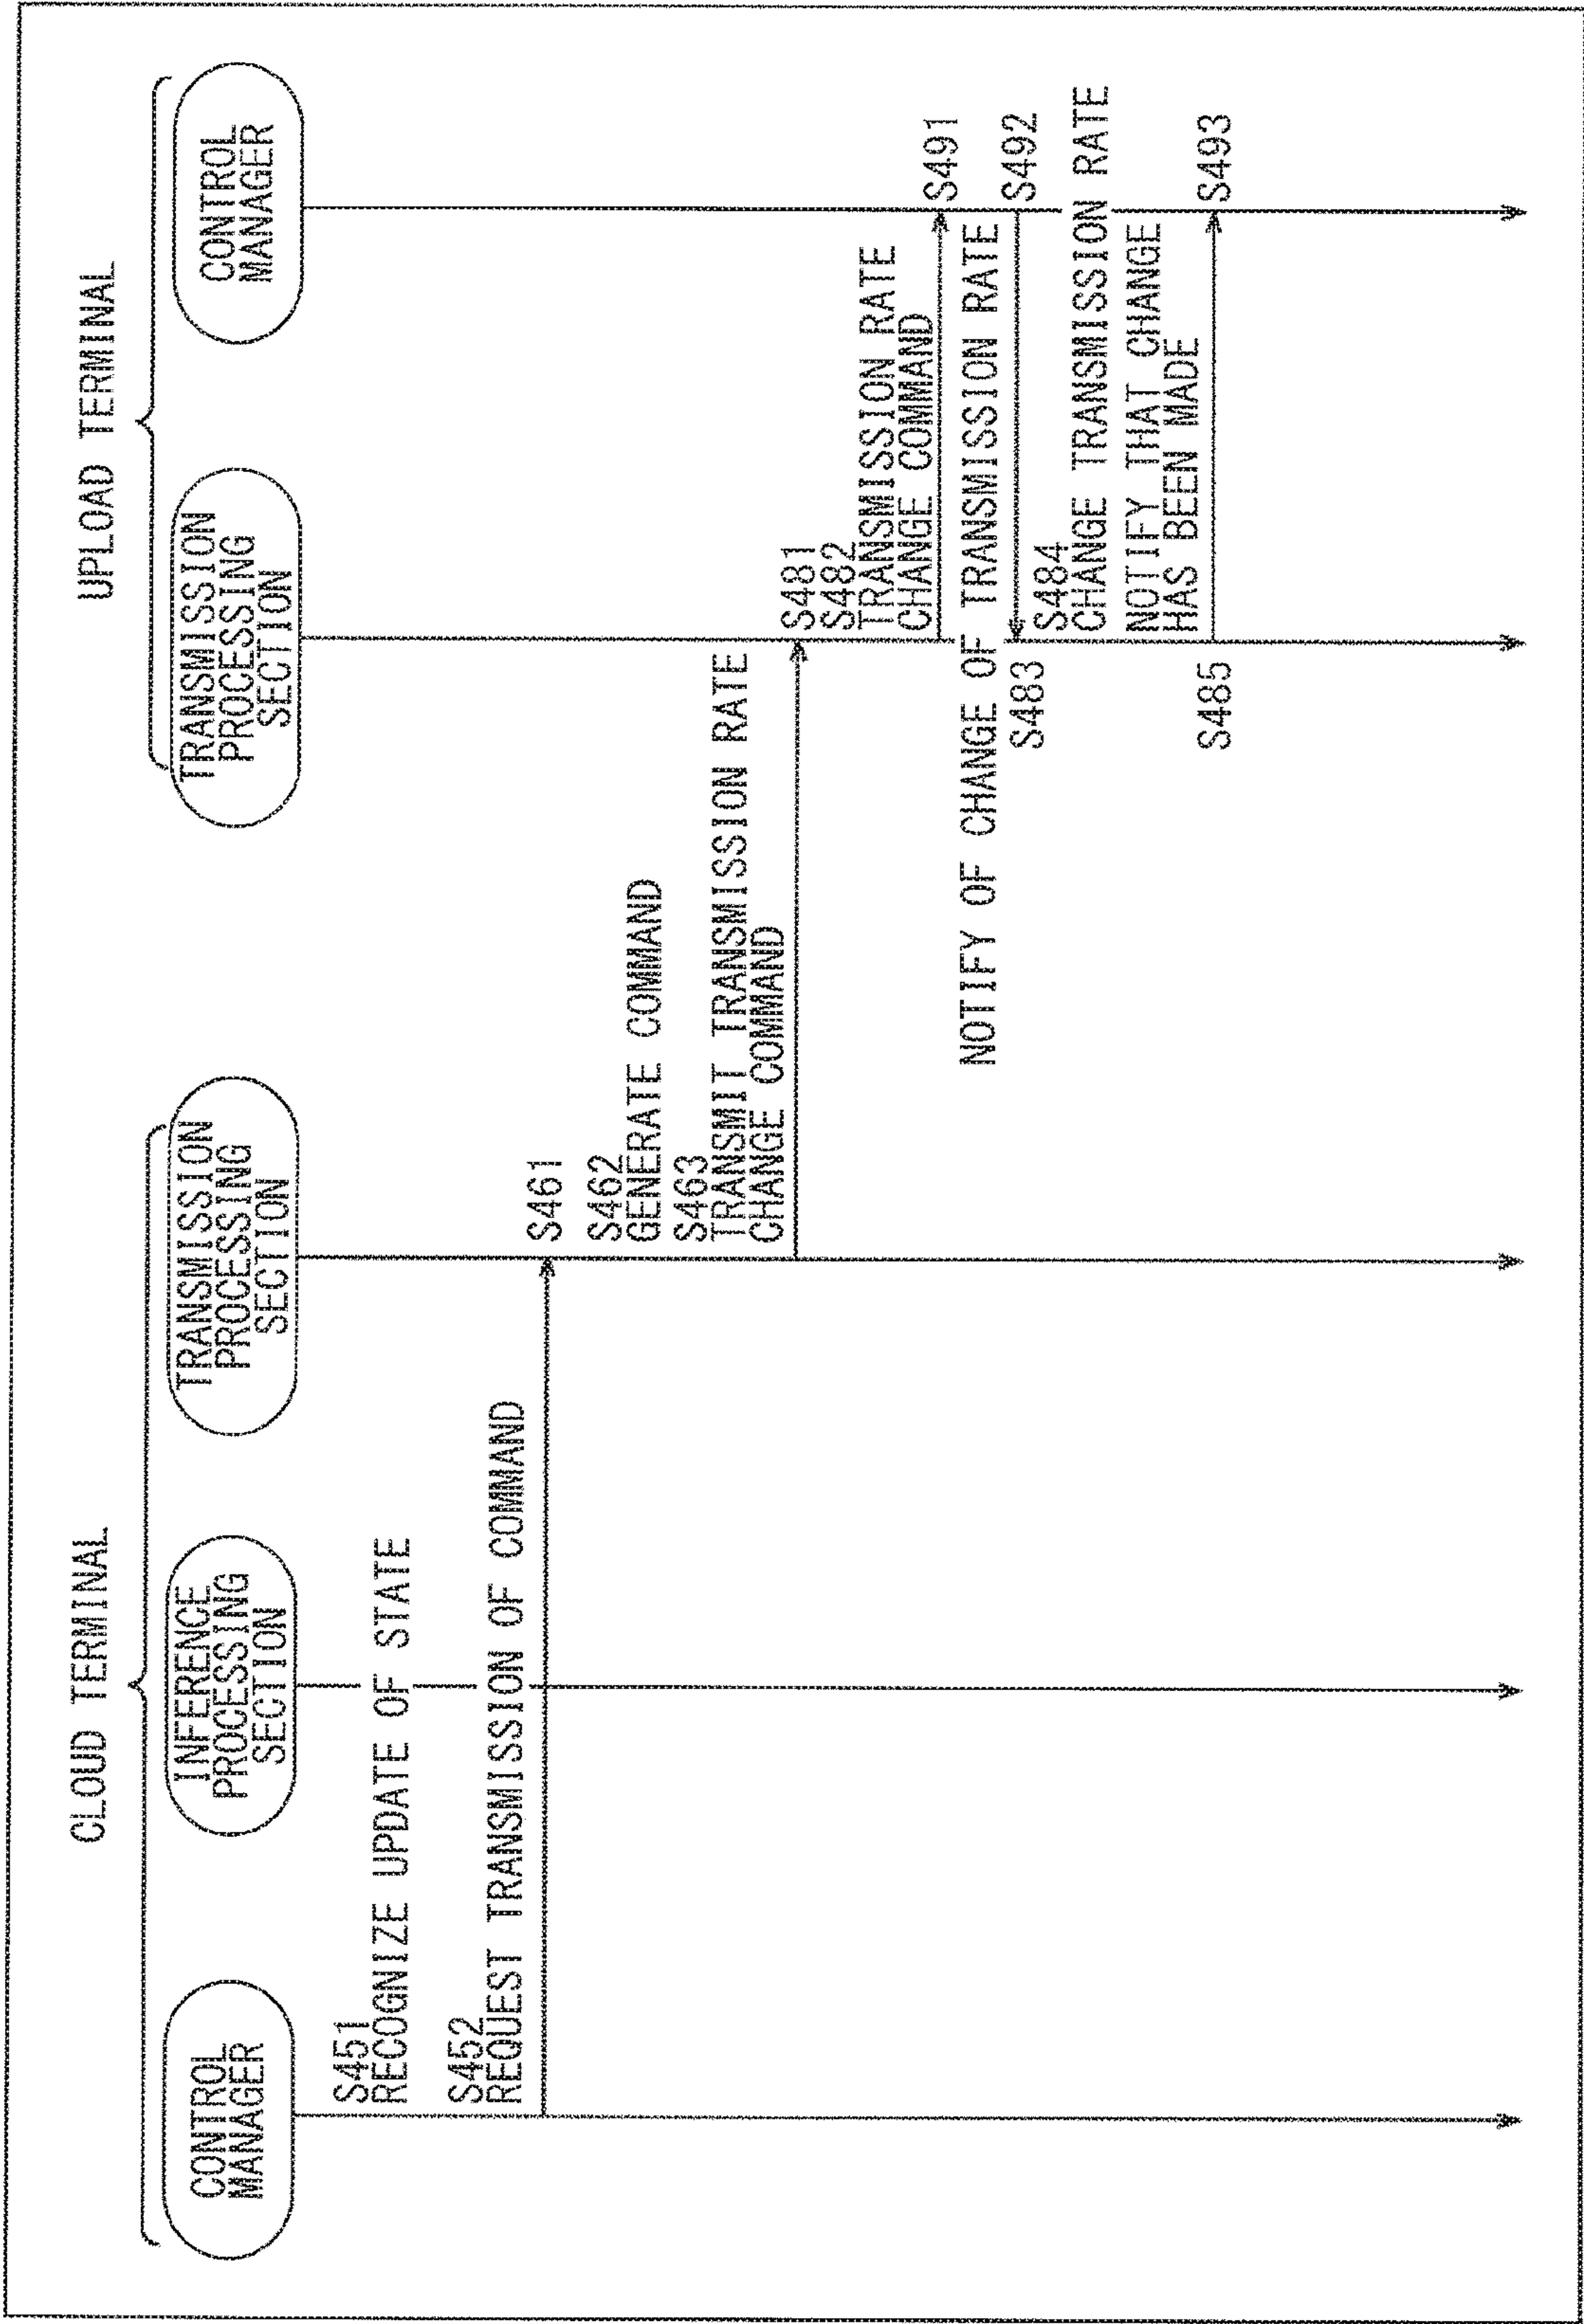 CLOUD TERMINAL
UPLOAD TERMINAL
CONTROL
MANAGER
INFERENCE
PROCESSING
SECTION
TRANSMISSION
PROCESSING
SECTION
TRANSMISSION
PROCESSING
SECTION
CONTROL
MANAGER
S451
RECOGNIZE UPDATE OF STATE
S452
REQUEST TRANSMISSION OF COMMAND
S461
S462
GENERATE COMMAND
S463
TRANSMIT TRANSMISSION RATE
CHANGE COMMAND
S481
S482
TRANSMISSION RATE
CHANGE COMMAND
S491
NOTIFY OF CHANGE OF TRANSMISSION RATE
S492
S483
S484
CHANGE TRANSMISSION RATE
NOTIFY THAT CHANGE
HAS BEEN MADE
S485
S493